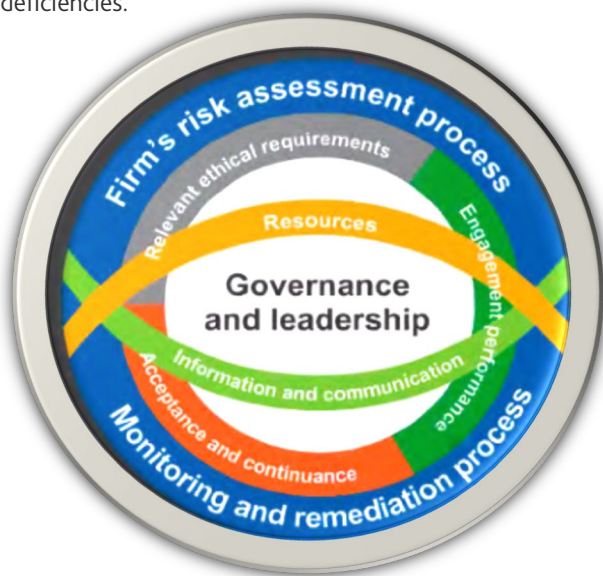 deficiencies.
Firm's risk assessment process
Relevant ethical requirements
Engagement performance
Resources
Governance
and leadership
Information and communication
Acceptance and continuance
Monitoring and remediation process